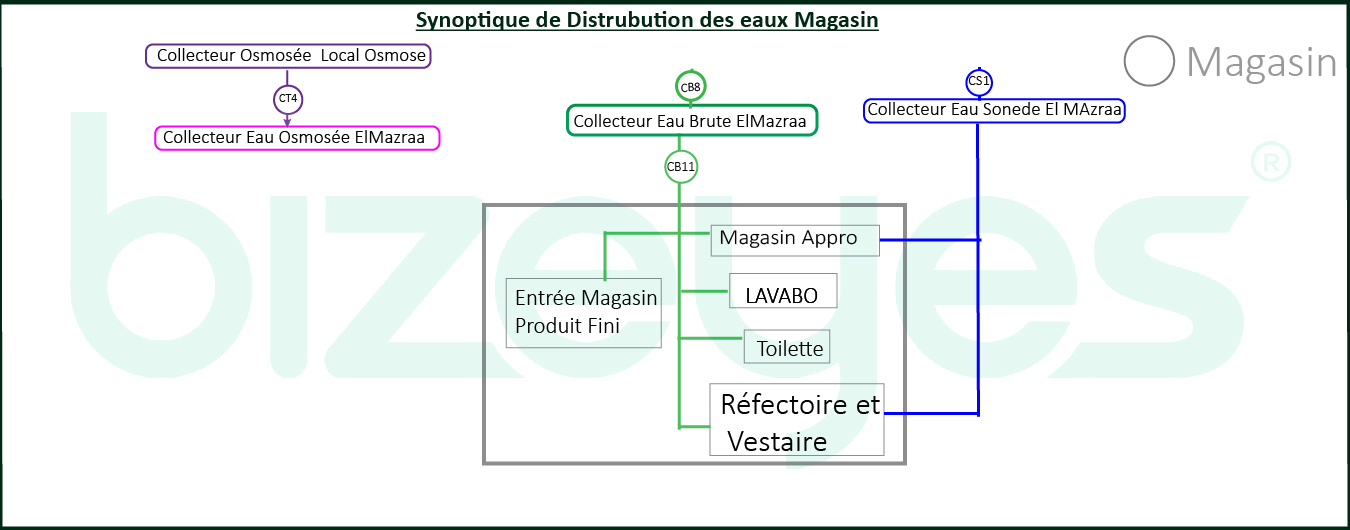 Synoptique de Distrubution des eaux Magasin
Collecteur Osmosée Local Osmose
Magasin
CT4
CB8
CS1
Collecteur Eau Osmosée ElMazraa
Collecteur Eau Brute ElMazraa
Collecteur Eau Sonede El MAzraa
CB11
bizeyes®
Magasin Appro
Entrée Magasin
Produit Fini
LAVABO
Toilette
Réfectoire et
Vestaire